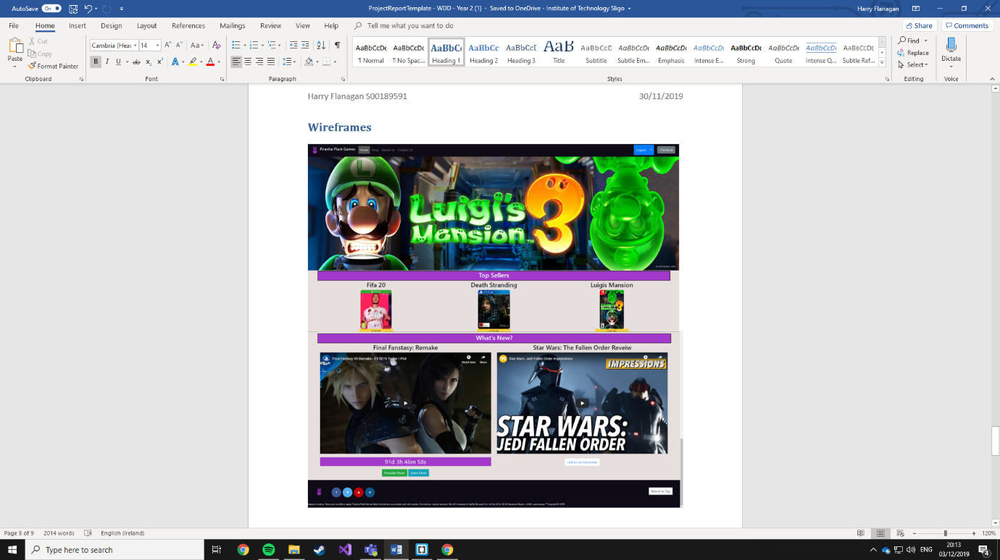 AutoSave On ProjectReportTemplate - WDD - Year 2 (1) - Saved to OneDrive - Institute of Technology Sligo Harry Flanagan
File Home Insert Design Layout References Mailings Review View Help Tell me what you want to do Share Comments
Paste Cut Copy Format Painter
Cambria (Head 14 Aa
AaBbCcDc AaBbCcDc AaBbC AaBbCc AaBbCcD AaB AaBbCcD AaBbCcDc AaBbCcDc AaBbCcDc AaBbCcDc AaBbCcDc AaBbCcDc AABBCCDC
¶ Normal ¶ No Spac... Heading 1 Heading 2 Heading 3 Title Subtitle Subtle Em... Emphasis Intense E... Strong Quote Intense Q... Subtle Ref...
Find Replace Select Dictate
Clipboard Font Paragraph Styles Editing Voice
Harry Flanagan S00189591 30/11/2019
Wireframes
Piranha Plant Games Home Shop About Us Contact Us Logout Checkout
LUIGI'S MANSION™ 3
Top Sellers
Fifa 20 Death Stranding Luigis Mansion
What's New?
Final Fanstasy: Remake Star Wars: The Fallen Order Reveiw
Final Fantasy VII Remake - E3 2019 Trailer | PS4 Watch later Share
Star Wars: Jedi Fallen Order Impressions
IMPRESSIONS
STAR WARS:
JEDI FALLEN ORDER
91d 3h 46m 58s
Preorder Now! Learn More!
Link to our full review
Return to Top
Page 8 of 9 2014 words English (Ireland) 120%
Type here to search ENG 20:13
03/12/2019
4